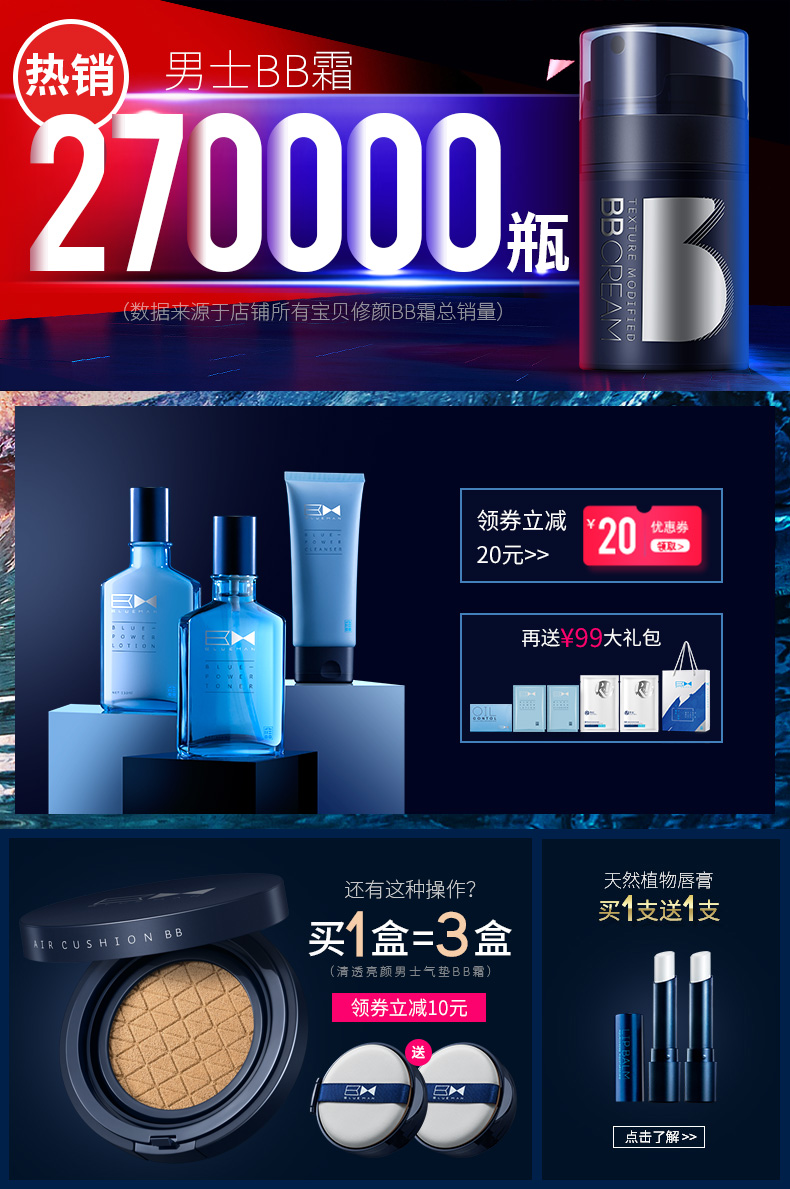 热销
男士BB霜
270000瓶
(数据来源于店铺所有宝贝修颜BB霜总销量)
TEXTURE MODIFIED
BB CREAM
B
BLUEMAN
BLUE-
POWER
CLEANSER
BLUEMAN
BLUE-
POWER
LOTION
BLUEMAN
BLUE-
POWER
TONER
领券立减
20元>>
¥20
优惠券
领取>
再送¥99大礼包
OIL
CONTOL
AIR CUSHION BB
还有这种操作?
买1盒=3盒
(清透亮颜男士气垫BB霜)
领券立减10元
送
BLUEMAN
BLUEMAN
天然植物唇膏
买1支送1支
LIP BALM
点击了解>>